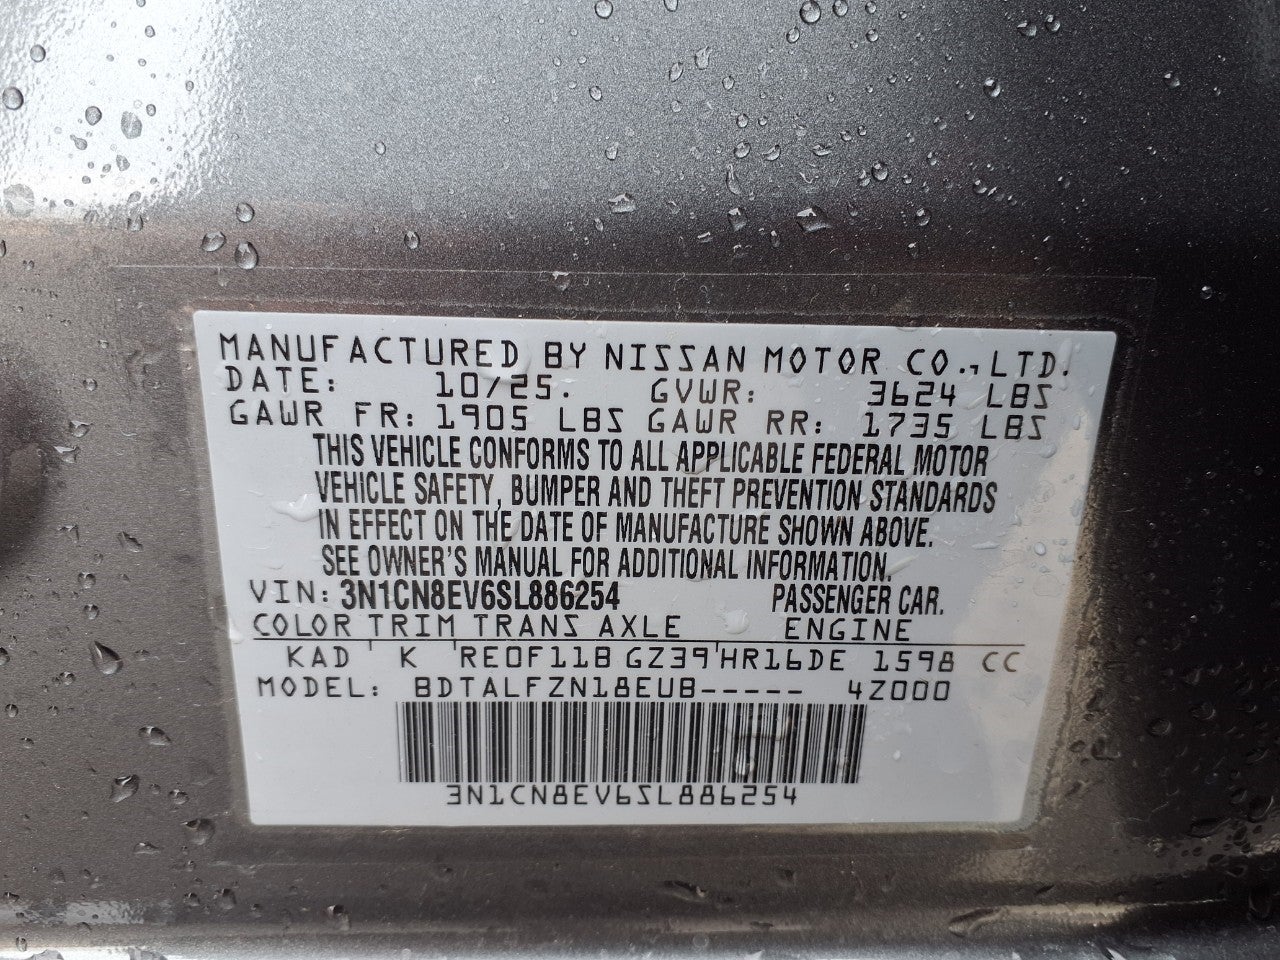 MANUFACTURED BY NISSAN MOTOR CO., LTD.
DATE: 10/25. GVWR: 3624 LBS
GAWR FR: 1905 LBS GAWR RR: 1735 LBS
THIS VEHICLE CONFORMS TO ALL APPLICABLE FEDERAL MOTOR
VEHICLE SAFETY, BUMPER AND THEFT PREVENTION STANDARDS
IN EFFECT ON THE DATE OF MANUFACTURE SHOWN ABOVE.
SEE OWNER'S MANUAL FOR ADDITIONAL INFORMATION.
VIN: 3N1CN8EV6SL886254 PASSENGER CAR.
COLOR TRIM TRANS AXLE ENGINE
KAD ' K ' RE0F11B GZ39 ' HR16DE 1598 CC
MODEL: BDTALFZN18EUB----- 4Z000
3N1CN8EV6SL886254